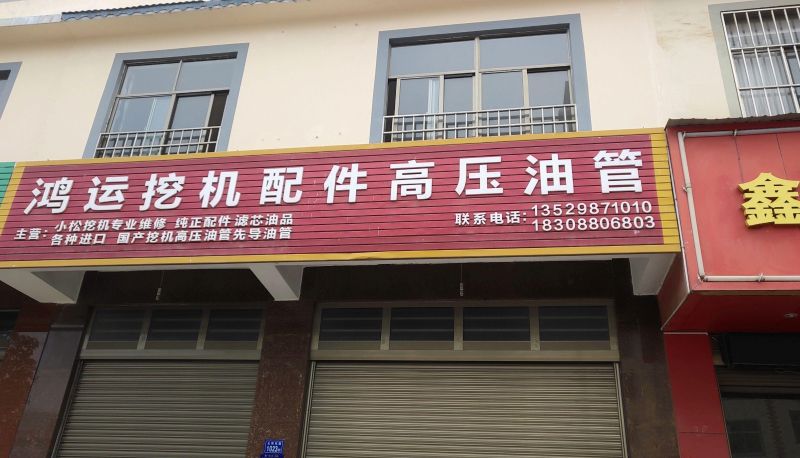 鸿运挖机配件高压油管
主营：
小松挖机专业维修 纯正配件 滤芯油品
各种进口 国产挖机高压油管先导油管
联系电话：
13529871010
18308806803
鑫
1023